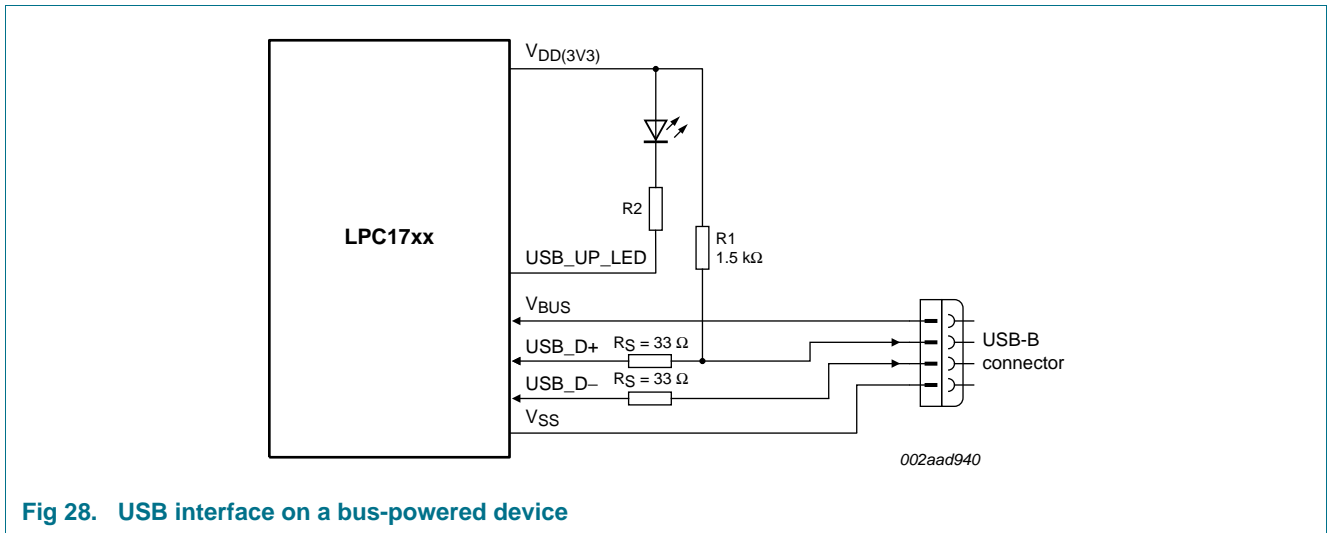 VDD(3V3)
R2
LPC17xx
R1
1.5 kΩ
USB_UP_LED
VBUS
USB_D+ RS = 33 Ω
USB-B
connector
USB_D− RS = 33 Ω
VSS
002aad940
Fig 28. USB interface on a bus-powered device